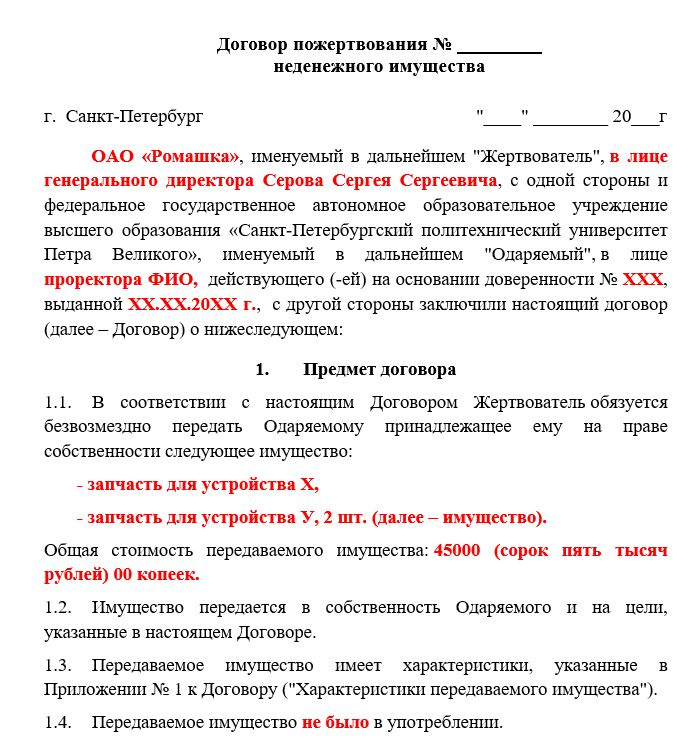 Договор пожертвования № _________
неденежного имущества
г. Санкт-Петербург "____" ________ 20___г
ОАО «Ромашка», именуемый в дальнейшем "Жертвователь", в лице
генерального директора Серова Сергея Сергеевича, с одной стороны и
федеральное государственное автономное образовательное учреждение
высшего образования «Санкт-Петербургский политехнический университет
Петра Великого», именуемый в дальнейшем "Одаряемый", в лице
проректора ФИО, действующего (-ей) на основании доверенности № ХХХ,
выданной ХХ.ХХ.20ХХ г., с другой стороны заключили настоящий договор
(далее – Договор) о нижеследующем:
1. Предмет договора
1.1. В соответствии с настоящим Договором Жертвователь обязуется
безвозмездно передать Одаряемому принадлежащее ему на праве
собственности следующее имущество:
- запчасть для устройства Х,
- запчасть для устройства У, 2 шт. (далее – имущество).
Общая стоимость передаваемого имущества: 45000 (сорок пять тысяч
рублей) 00 копеек.
1.2. Имущество передается в собственность Одаряемого и на цели,
указанные в настоящем Договоре.
1.3. Передаваемое имущество имеет характеристики, указанные в
Приложении № 1 к Договору ("Характеристики передаваемого имущества").
1.4. Передаваемое имущество не было в употреблении.